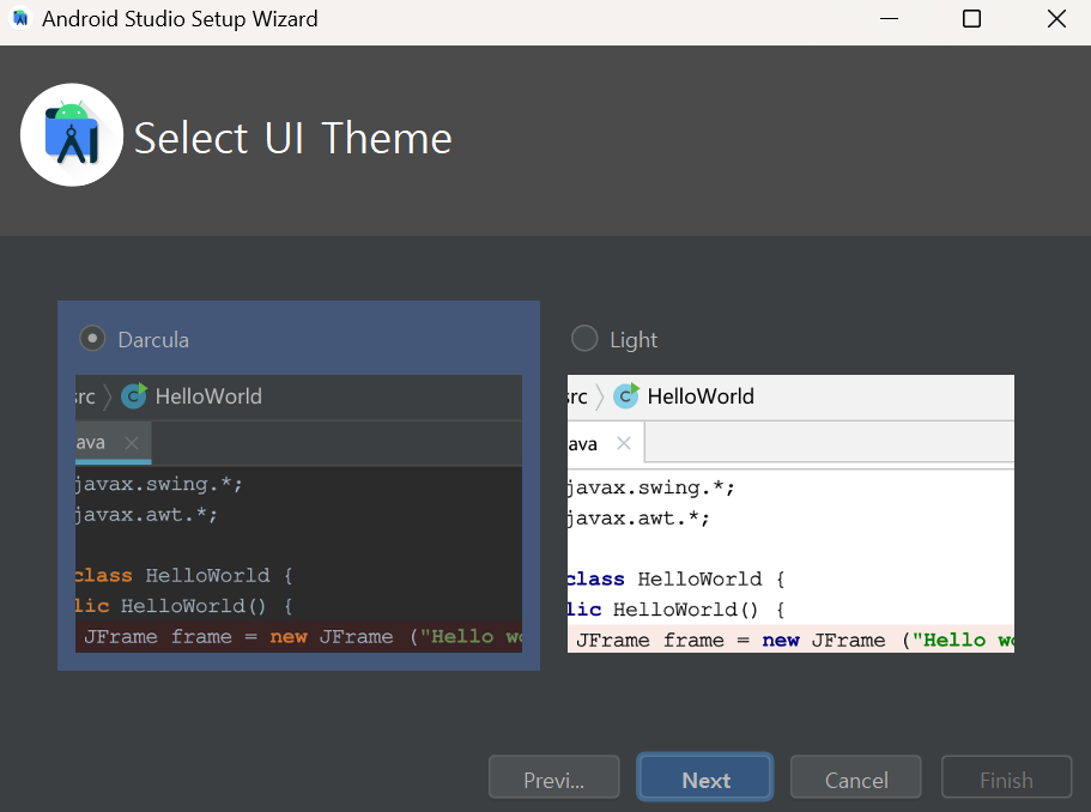 Android Studio Setup Wizard
Select UI Theme
Darcula
src HelloWorld
ava
javax.swing.*;
javax.awt.*;
class HelloWorld {
lic HelloWorld() {
JFrame frame = new JFrame ("Hello wo
Light
src HelloWorld
ava
javax.swing.*;
javax.awt.*;
class HelloWorld {
lic HelloWorld() {
JFrame frame = new JFrame ("Hello wo
Previ... Next Cancel Finish